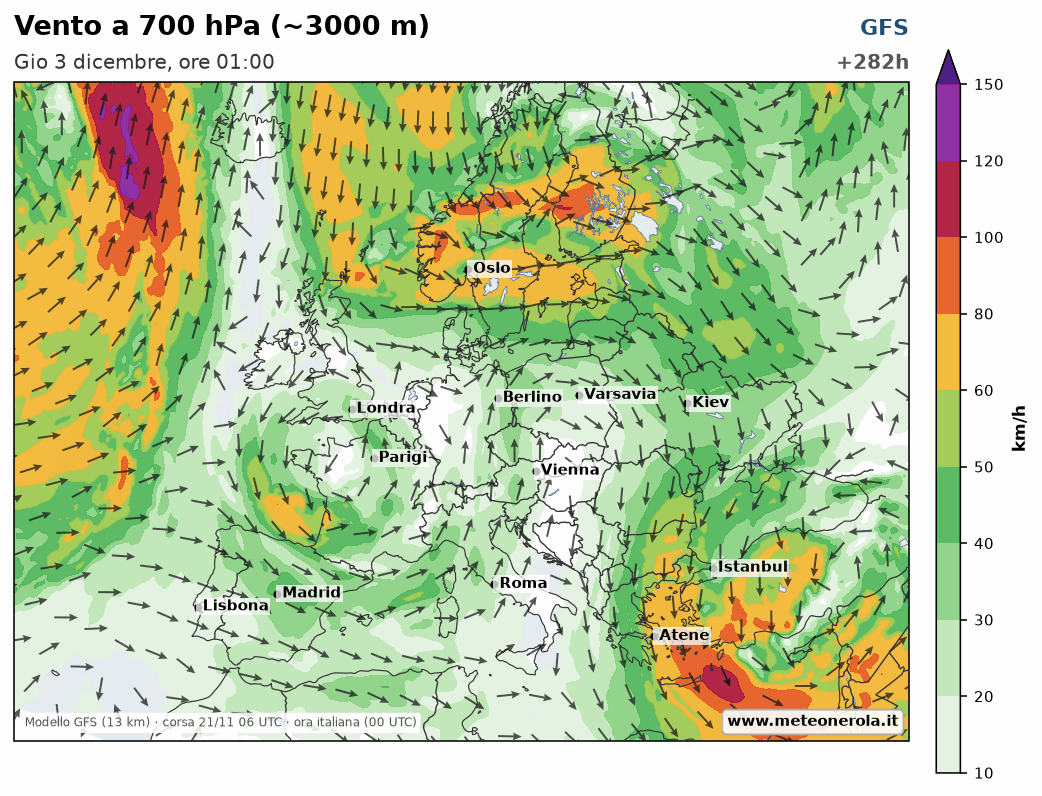 Vento a 700 hPa (~3000 m)
GFS
Gio 3 dicembre, ore 01:00
+282h
150
120
100
80
60
50
40
30
20
10
km/h
Oslo
Londra
Berlino
Varsavia
Kiev
Parigi
Vienna
Istanbul
Roma
Madrid
Lisbona
Atene
Modello GFS (13 km) · corsa 21/11 06 UTC · ora italiana (00 UTC)
www.meteonerola.it